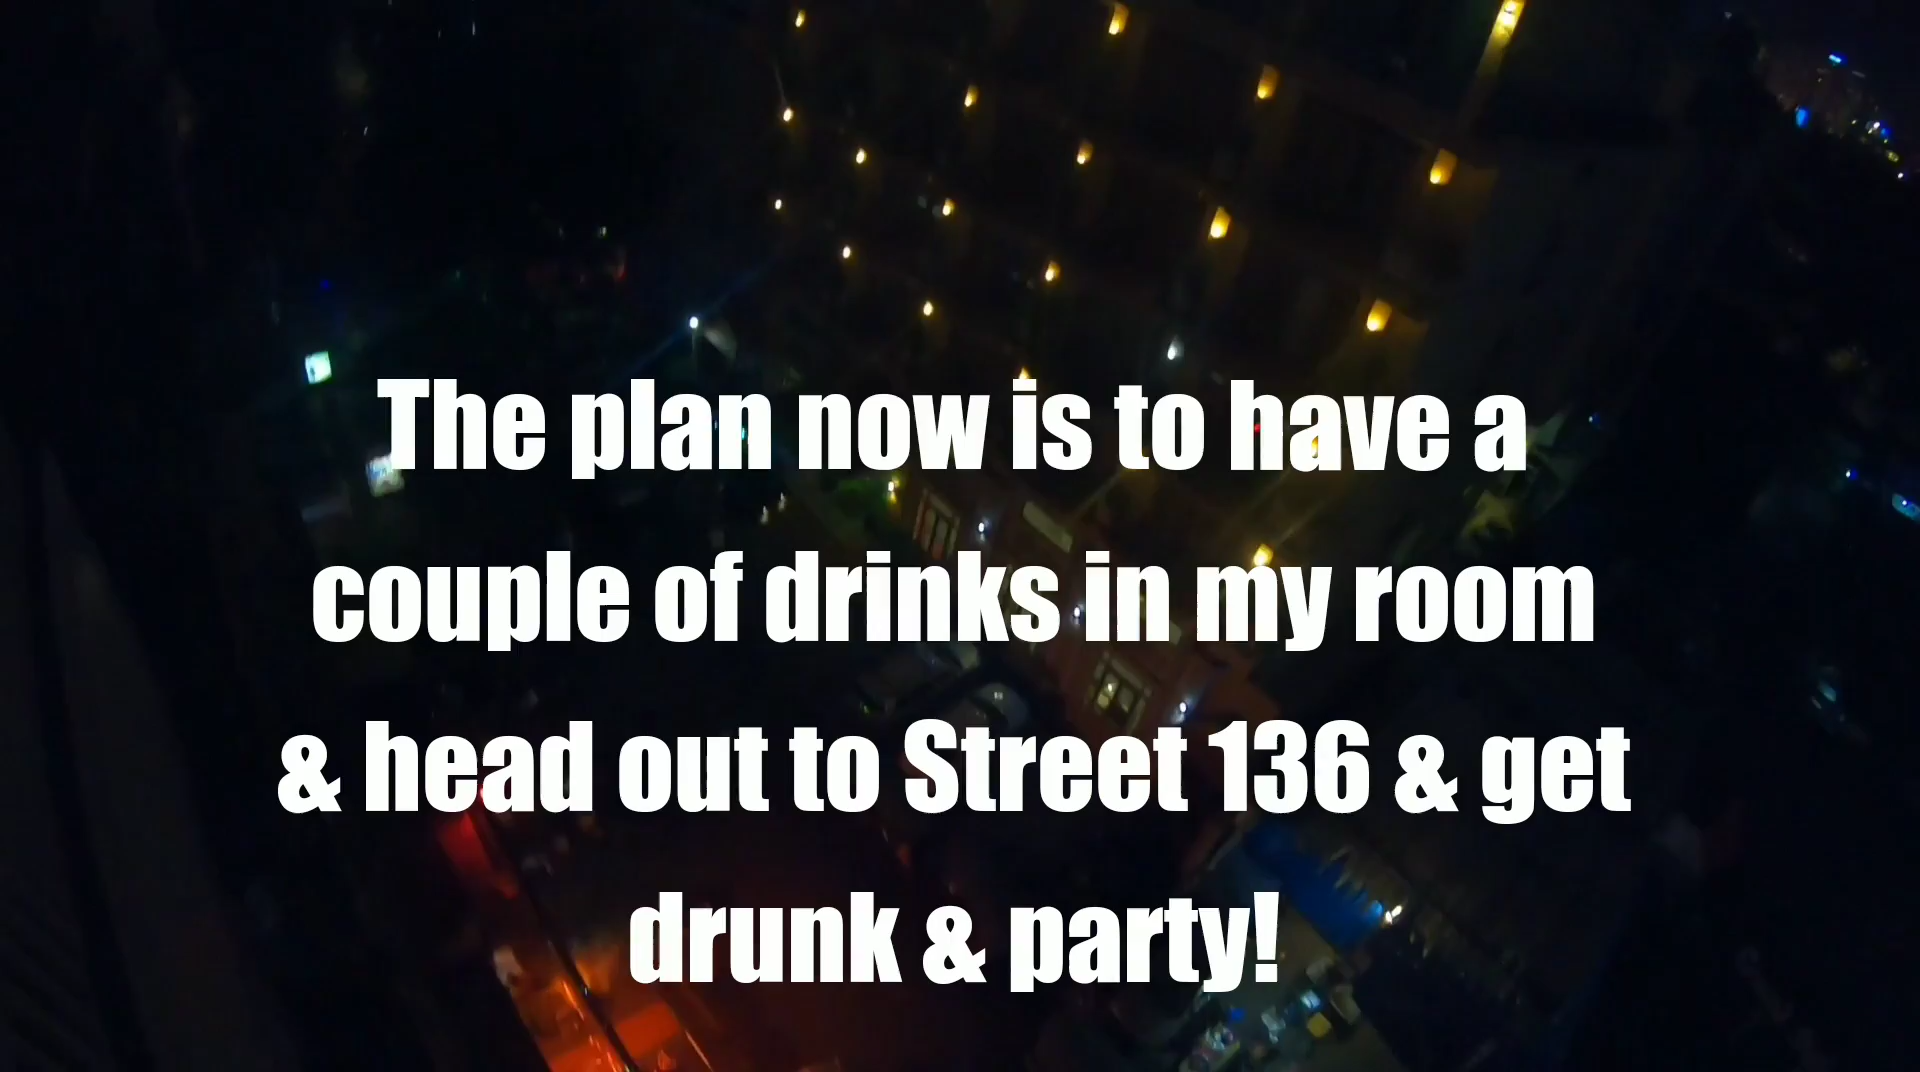 The plan now is to have a
couple of drinks in my room
& head out to Street 136 & get
drunk & party!